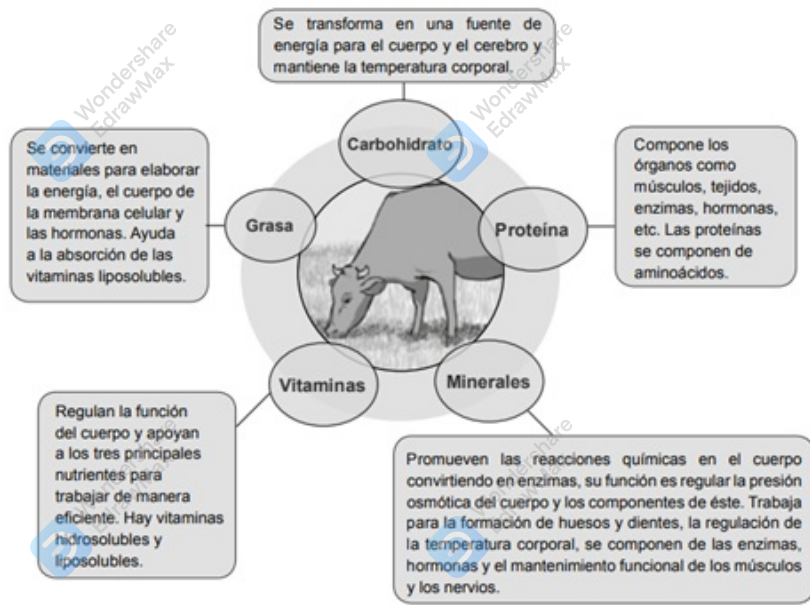 Se transforma en una fuente de
energía para el cuerpo y el cerebro y
mantiene la temperatura corporal.
Carbohidrato
Se convierte en
materiales para elaborar
la energía, el cuerpo de
la membrana celular y
las hormonas. Ayuda
a la absorción de las
vitaminas liposolubles.
Grasa
Proteína
Compone los
órganos como
músculos, tejidos,
enzimas, hormonas,
etc. Las proteínas
se componen de
aminoácidos.
Vitaminas
Minerales
Regulan la función
del cuerpo y apoyan
a los tres principales
nutrientes para
trabajar de manera
eficiente. Hay vitaminas
hidrosolubles y
liposolubles.
Promueven las reacciones químicas en el cuerpo
convirtiendo en enzimas, su función es regular la presión
osmótica del cuerpo y los componentes de éste. Trabaja
para la formación de huesos y dientes, la regulación de
la temperatura corporal, se componen de las enzimas,
hormonas y el mantenimiento funcional de los músculos
y los nervios.
Wondershare
EdrawMax
Wondershare
EdrawMax
Wondershare
EdrawMax
Wondershare
EdrawMax